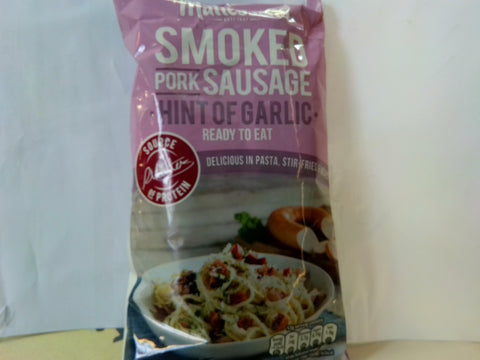 SMOKED
PORK SAUSAGE
·HINT OF GARLIC·
READY TO EAT
SOURCE
OF PROTEIN
DELICIOUS IN PASTA, STIR-FRIES